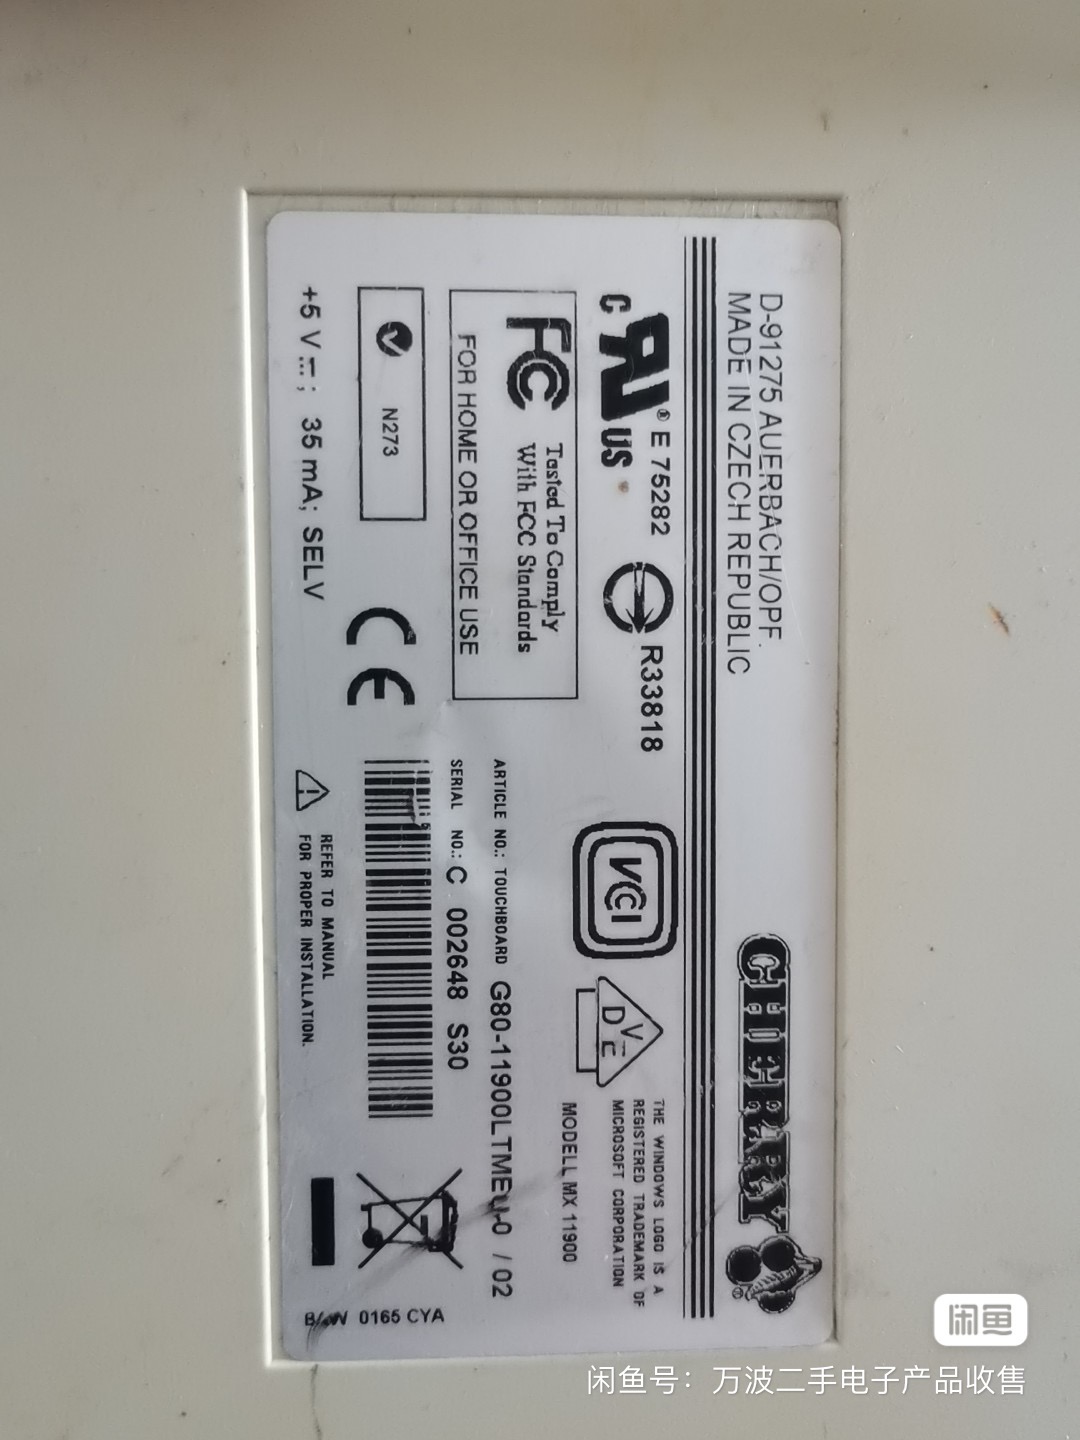 D-91275 AUERBACH/OPF.
MADE IN CZECH REPUBLIC
CHERRY
®
C RU US ® E 75282
R33818
VCI
VDE
THE WINDOWS LOGO IS A
REGISTERED TRADEMARK OF
MICROSOFT CORPORATION
MODELL MX 11900
FC Tested To Comply
With FCC Standards
FOR HOME OR OFFICE USE
ARTICLE NO.: TOUCHBOARD G80-11900LTMEU-0 / 02
SERIAL NO.: C 002648 S30
N273
CE
+5 V ; 35 mA; SELV
REFER TO MANUAL
FOR PROPER INSTALLATION.
0165 CYA
闲鱼
闲鱼号：万波二手电子产品收售